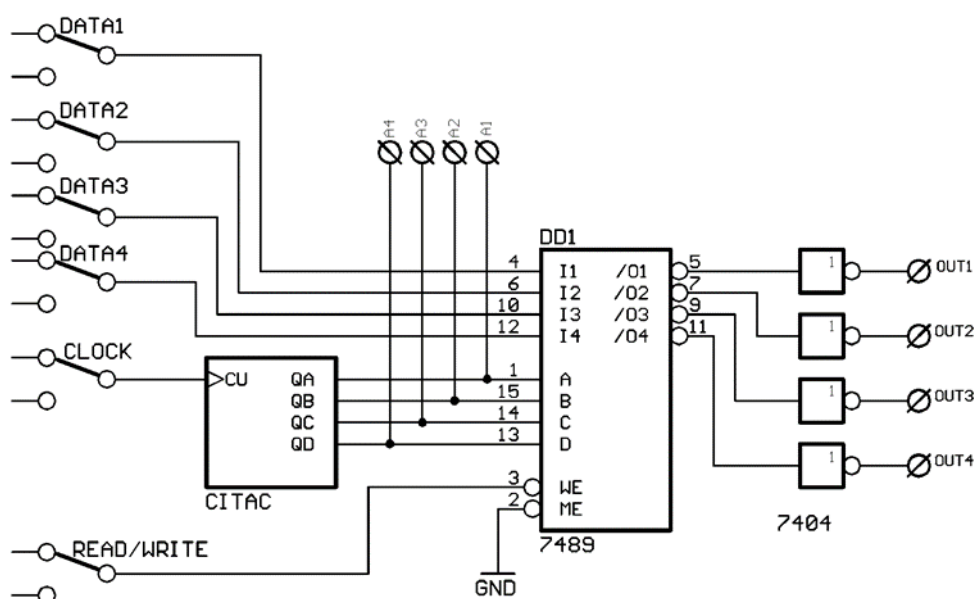 DATA1
DATA2
DATA3
DATA4
CLOCK
READ/WRITE
A4
A3
A2
A1
CU
QA
QB
QC
QD
CITAC
DD1
4 I1 /O1 5
6 I2 /O2 7
10 I3 /O3 9
12 I4 /O4 11
1 A
15 B
14 C
13 D
3 WE
2 ME
7489
GND
1 OUT1
1 OUT2
1 OUT3
1 OUT4
7404